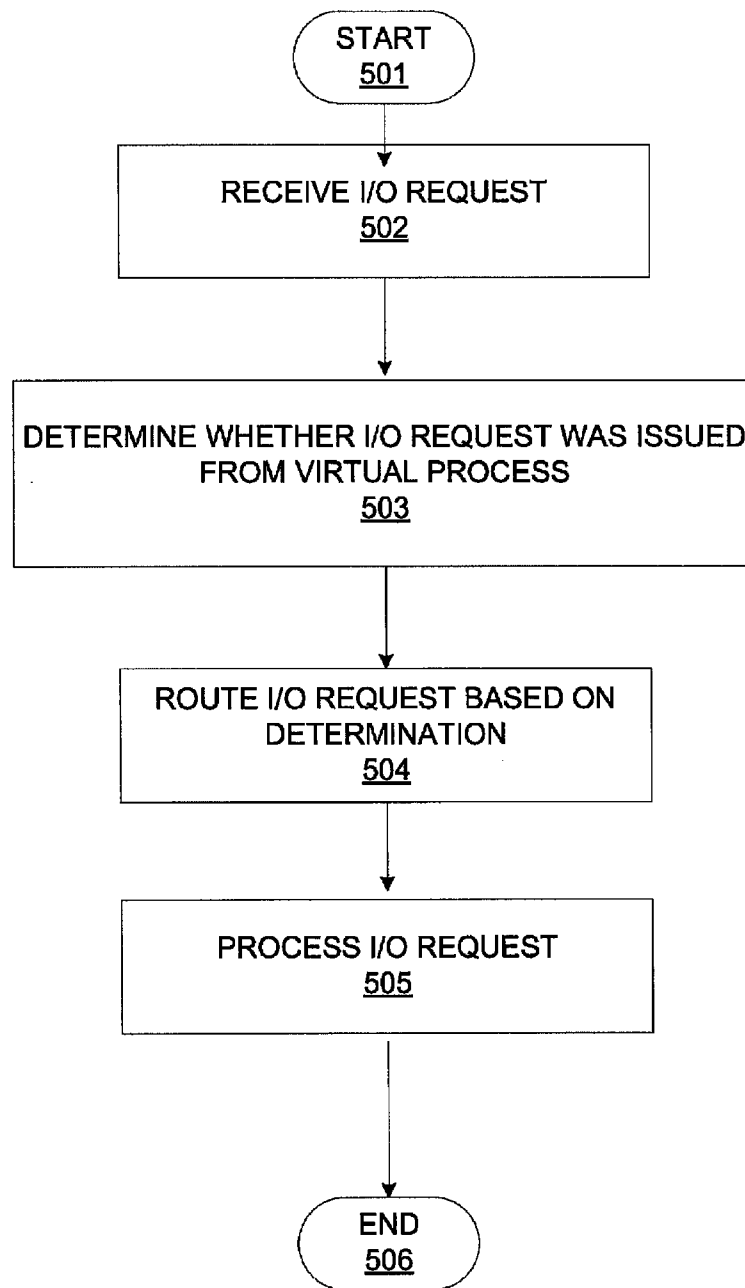 START
501
RECEIVE I/O REQUEST
502
DETERMINE WHETHER I/O REQUEST WAS ISSUED
FROM VIRTUAL PROCESS
503
ROUTE I/O REQUEST BASED ON
DETERMINATION
504
PROCESS I/O REQUEST
505
END
506